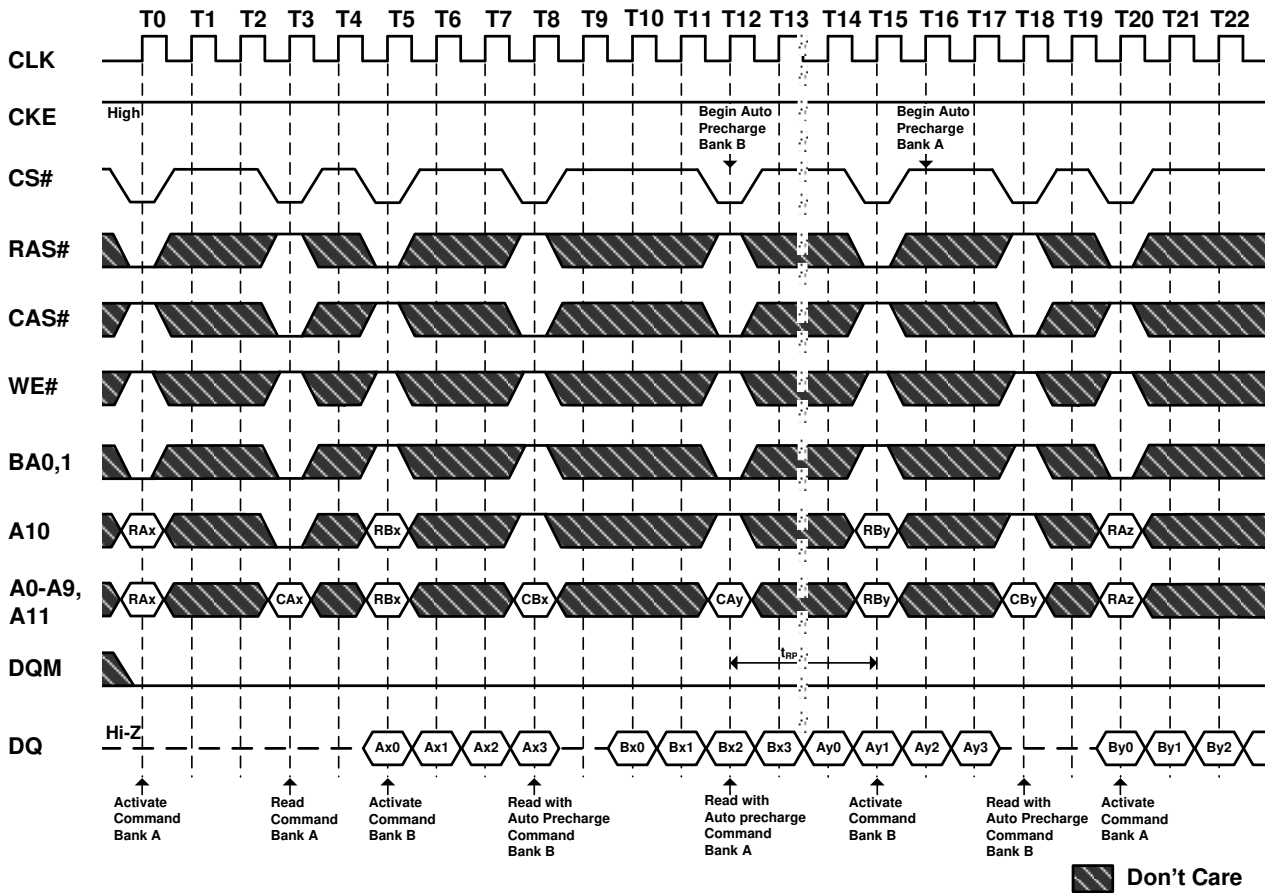 T0 T1 T2 T3 T4 T5 T6 T7 T8 T9 T10 T11 T12 T13 T14 T15 T16 T17 T18 T19 T20 T21 T22
CLK
CKE
High
Begin Auto
Precharge
Bank B
Begin Auto
Precharge
Bank A
CS#
RAS#
CAS#
WE#
BA0,1
A10
RAx RBx RBy RAz
A0-A9,
A11
RAx CAx RBx CBx CAy RBy CBy RAz
DQM
tRP
DQ
Hi-Z
Ax0 Ax1 Ax2 Ax3 Bx0 Bx1 Bx2 Bx3 Ay0 Ay1 Ay2 Ay3 By0 By1 By2
Activate
Command
Bank A
Read
Command
Bank A
Activate
Command
Bank B
Read with
Auto Precharge
Command
Bank B
Read with
Auto precharge
Command
Bank A
Activate
Command
Bank B
Read with
Auto Precharge
Command
Bank B
Activate
Command
Bank A
Don't Care